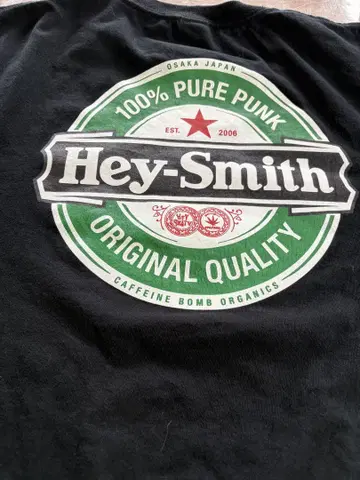 OSAKA JAPAN
100% PURE PUNK
EST. 2006
Hey-Smith
ORIGINAL QUALITY
CAFFEINE BOMB ORGANICS